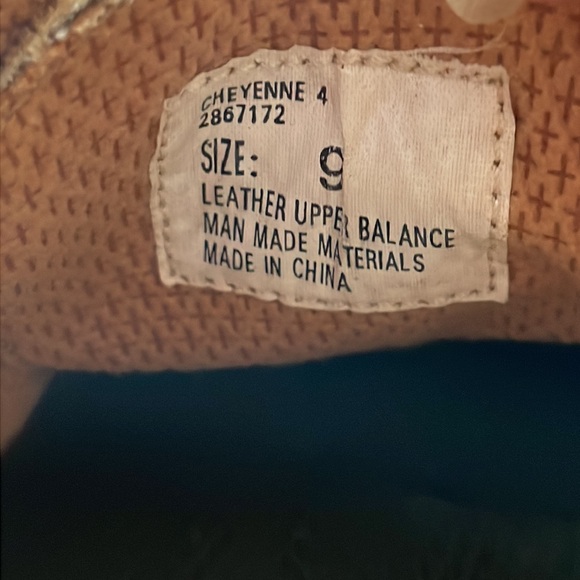 CHEYENNE 4
2867172
SIZE: 9
LEATHER UPPER BALANCE
MAN MADE MATERIALS
MADE IN CHINA